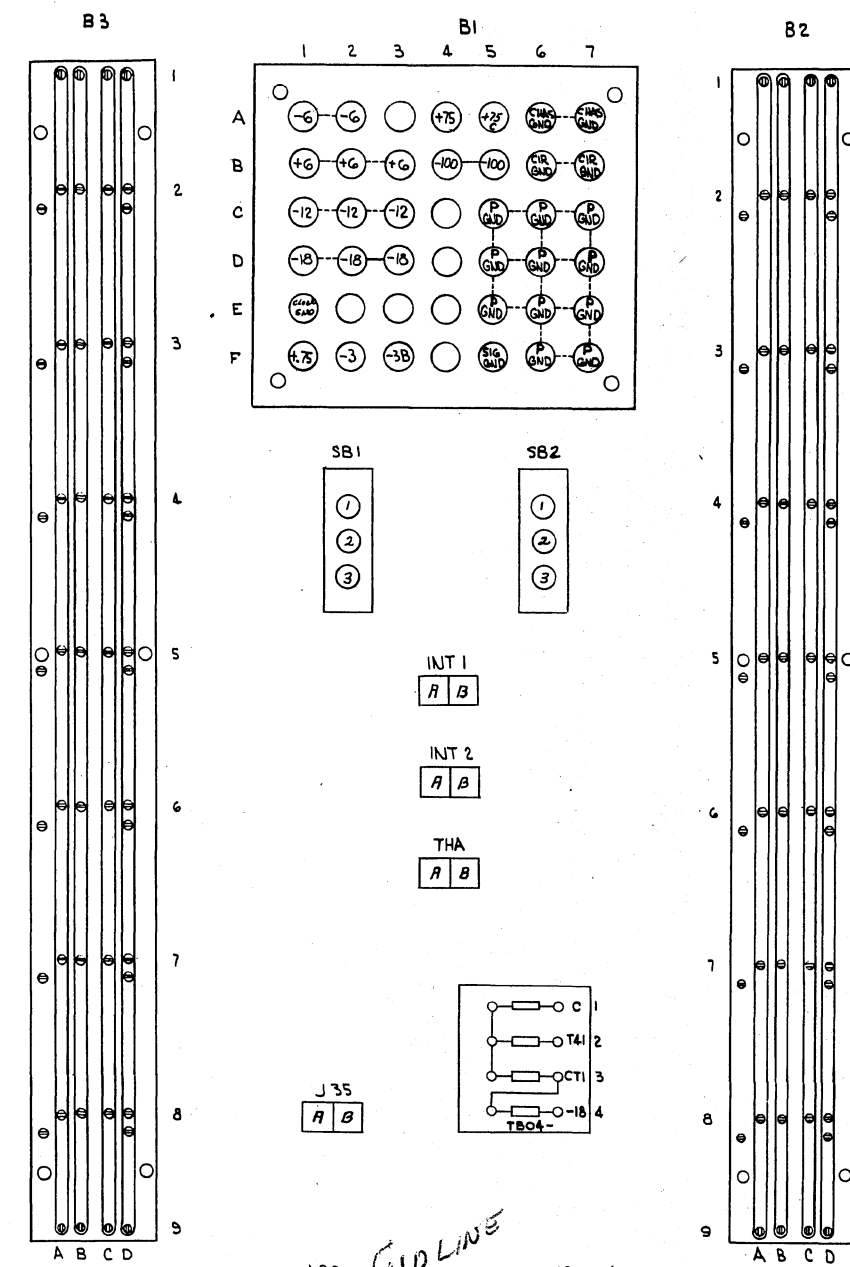 B3
B1
B2
1 2 3 4 5 6 7
A -6 -6 +75 +75 C CHAS GND CHAS GND
B +6 +6 +6 -100 -100 CIR GND CIR GND
C -12 -12 -12 P GND P GND P GND
D -18 -18 -18 P GND P GND P GND
E P GND P GND P GND
F +.75 -3 -3B SIG GND P GND P GND
1
2
3
4
5
6
7
8
9
A B C D
SB1
1
2
3
SB2
1
2
3
INT 1
A B
INT 2
A B
THA
A B
J35
A B
C 1
T41 2
CT1 3
-18 4
TB04-
LINE
1
2
3
4
5
6
7
8
9
A B C D